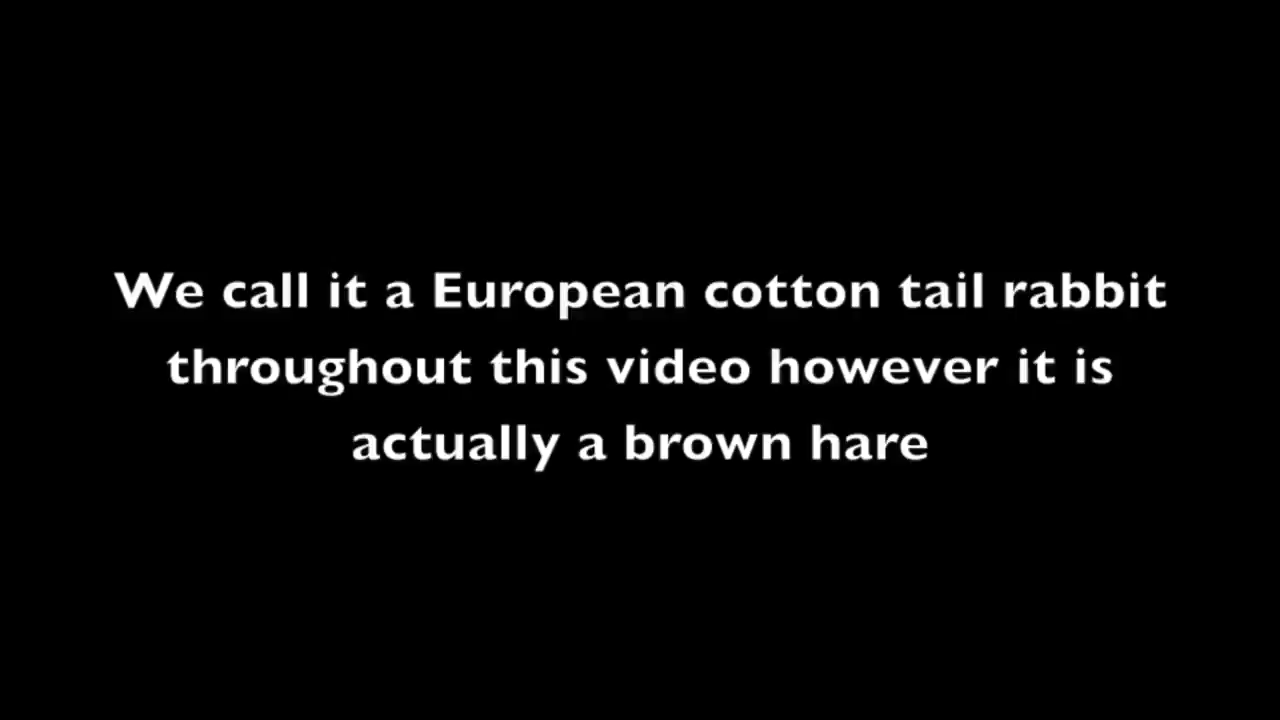 We call it a European cotton tail rabbit
throughout this video however it is
actually a brown hare